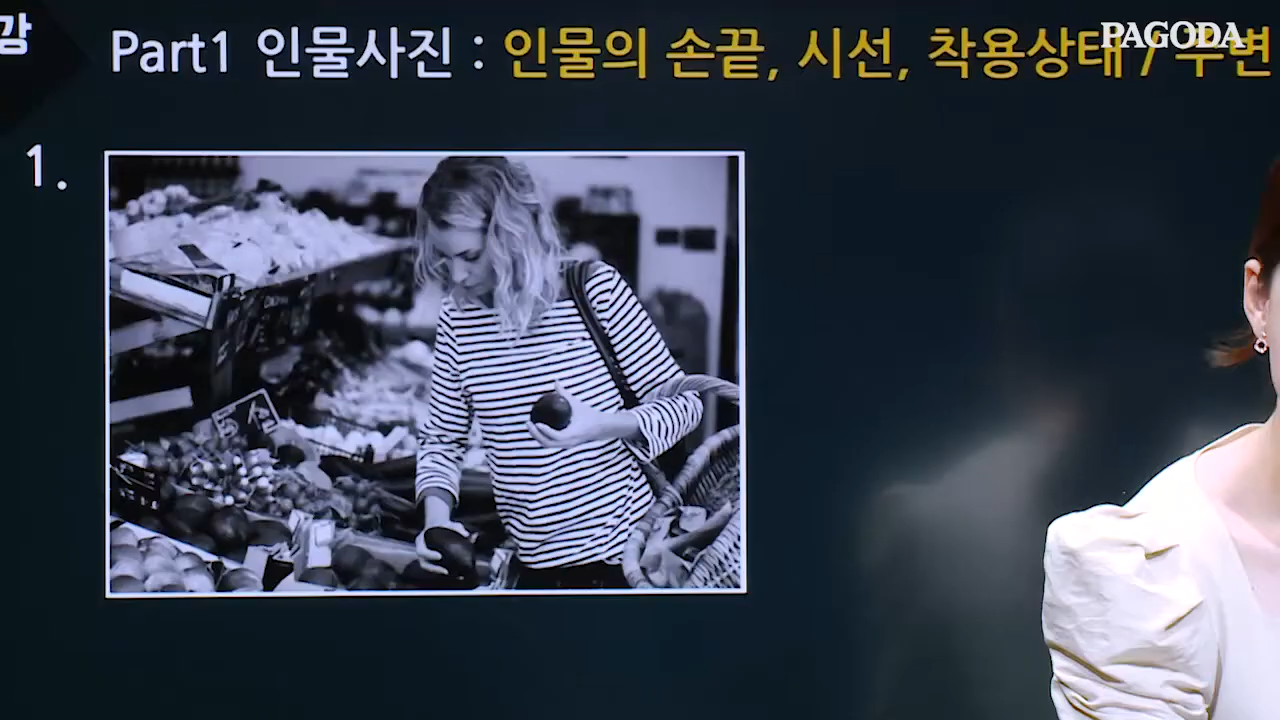 강
PAGODA
Part1 인물사진 : 인물의 손끝, 시선, 착용상태 / 주변
1.